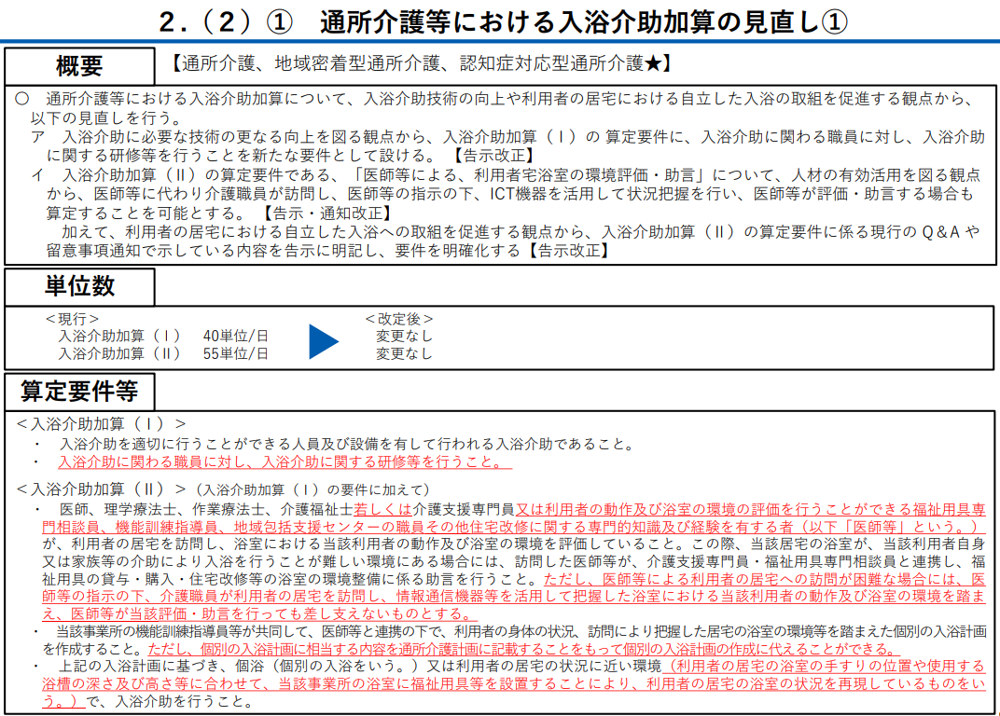 ２．（２）① 通所介護等における入浴介助加算の見直し①
概要
【通所介護、地域密着型通所介護、認知症対応型通所介護★】
○ 通所介護等における入浴介助加算について、入浴介助技術の向上や利用者の居宅における自立した入浴の取組を促進する観点から、
以下の見直しを行う。
ア 入浴介助に必要な技術の更なる向上を図る観点から、入浴介助加算（Ⅰ）の 算定要件に、入浴介助に関わる職員に対し、入浴介助
に関する研修等を行うことを新たな要件として設ける。 【告示改正】
イ 入浴介助加算（Ⅱ）の算定要件である、「医師等による、利用者宅浴室の環境評価・助言」について、人材の有効活用を図る観点
から、医師等に代わり介護職員が訪問し、医師等の指示の下、ICT機器を活用して状況把握を行い、医師等が評価・助言する場合も
算定することを可能とする。 【告示・通知改正】
加えて、利用者の居宅における自立した入浴への取組を促進する観点から、入浴介助加算（Ⅱ）の算定要件に係る現行のＱ＆Ａや
留意事項通知で示している内容を告示に明記し、要件を明確化する【告示改正】
単位数
＜現行＞
入浴介助加算（Ⅰ） 40単位/日
入浴介助加算（Ⅱ） 55単位/日
＜改定後＞
変更なし
変更なし
算定要件等
＜入浴介助加算（Ⅰ）＞
・ 入浴介助を適切に行うことができる人員及び設備を有して行われる入浴介助であること。
・ 入浴介助に関わる職員に対し、入浴介助に関する研修等を行うこと。
＜入浴介助加算（Ⅱ）＞（入浴介助加算（Ⅰ）の要件に加えて）
・ 医師、理学療法士、作業療法士、介護福祉士若しくは介護支援専門員又は利用者の動作及び浴室の環境の評価を行うことができる福祉用具専
門相談員、機能訓練指導員、地域包括支援センターの職員その他住宅改修に関する専門的知識及び経験を有する者（以下「医師等」という。）
が、利用者の居宅を訪問し、浴室における当該利用者の動作及び浴室の環境を評価していること。この際、当該居宅の浴室が、当該利用者自身
又は家族等の介助により入浴を行うことが難しい環境にある場合には、訪問した医師等が、介護支援専門員・福祉用具専門相談員と連携し、福
祉用具の貸与・購入・住宅改修等の浴室の環境整備に係る助言を行うこと。ただし、医師等による利用者の居宅への訪問が困難な場合には、医
師等の指示の下、介護職員が利用者の居宅を訪問し、情報通信機器等を活用して把握した浴室における当該利用者の動作及び浴室の環境を踏ま
え、医師等が当該評価・助言を行っても差し支えないものとする。
・ 当該事業所の機能訓練指導員等が共同して、医師等と連携の下で、利用者の身体の状況、訪問により把握した居宅の浴室の環境等を踏まえた個別の入浴計画
を作成すること。ただし、個別の入浴計画に相当する内容を通所介護計画に記載することをもって個別の入浴計画の作成に代えることができる。
・ 上記の入浴計画に基づき、個浴（個別の入浴をいう。）又は利用者の居宅の状況に近い環境（利用者の居宅の浴室の手すりの位置や使用する
浴槽の深さ及び高さ等に合わせて、当該事業所の浴室に福祉用具等を設置することにより、利用者の居宅の浴室の状況を再現しているものをい
う。）で、入浴介助を行うこと。